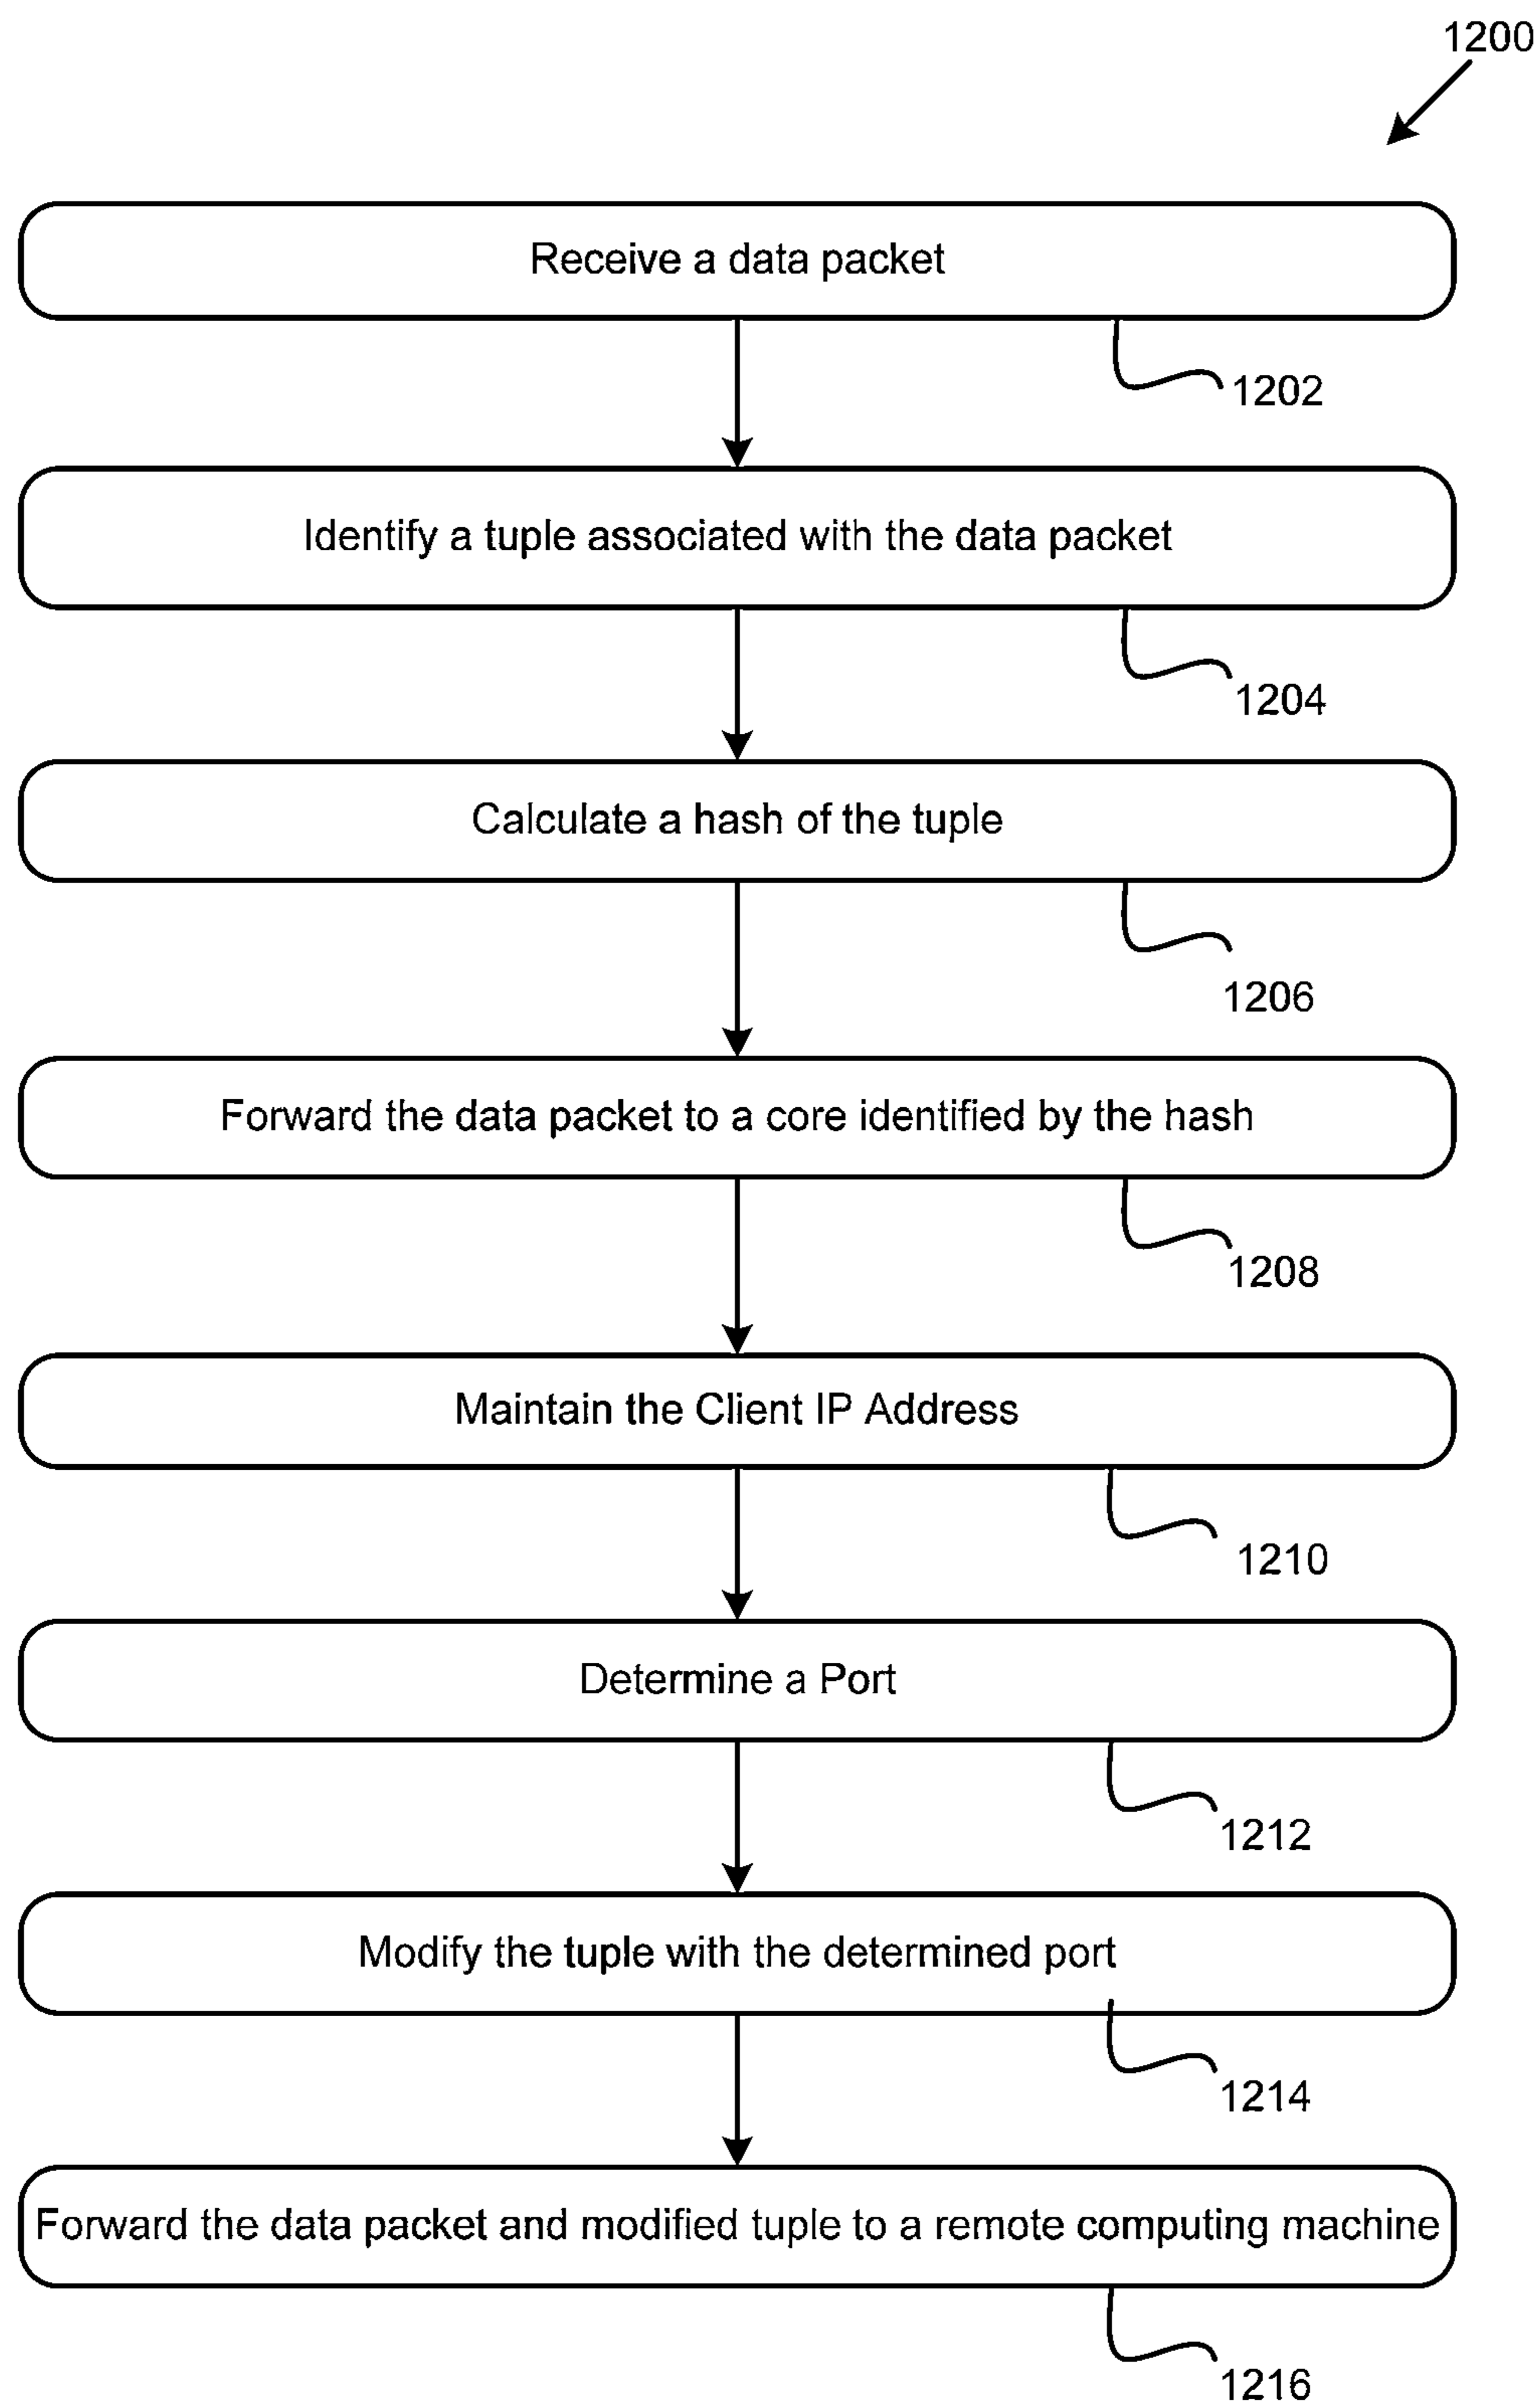 1200
Receive a data packet
1202
Identify a tuple associated with the data packet
1204
Calculate a hash of the tuple
1206
Forward the data packet to a core identified by the hash
1208
Maintain the Client IP Address
1210
Determine a Port
1212
Modify the tuple with the determined port
1214
Forward the data packet and modified tuple to a remote computing machine
1216